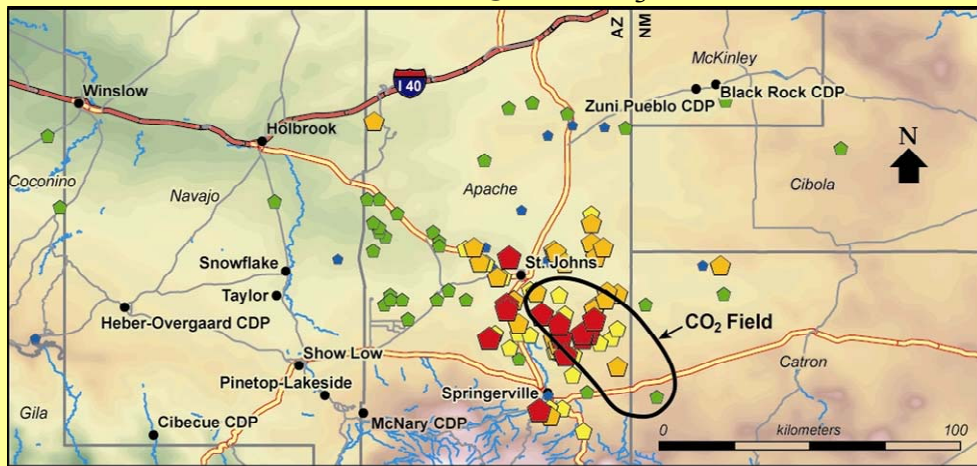 AZ
NM
McKinley
Winslow
I 40
Black Rock CDP
Zuni Pueblo CDP
Holbrook
N
Coconino
Navajo
Apache
Cibola
Snowflake
St. Johns
Taylor
Heber-Overgaard CDP
CO₂ Field
Show Low
Catron
Pinetop-Lakeside
Springerville
Gila
Cibecue CDP
McNary CDP
0 kilometers 100